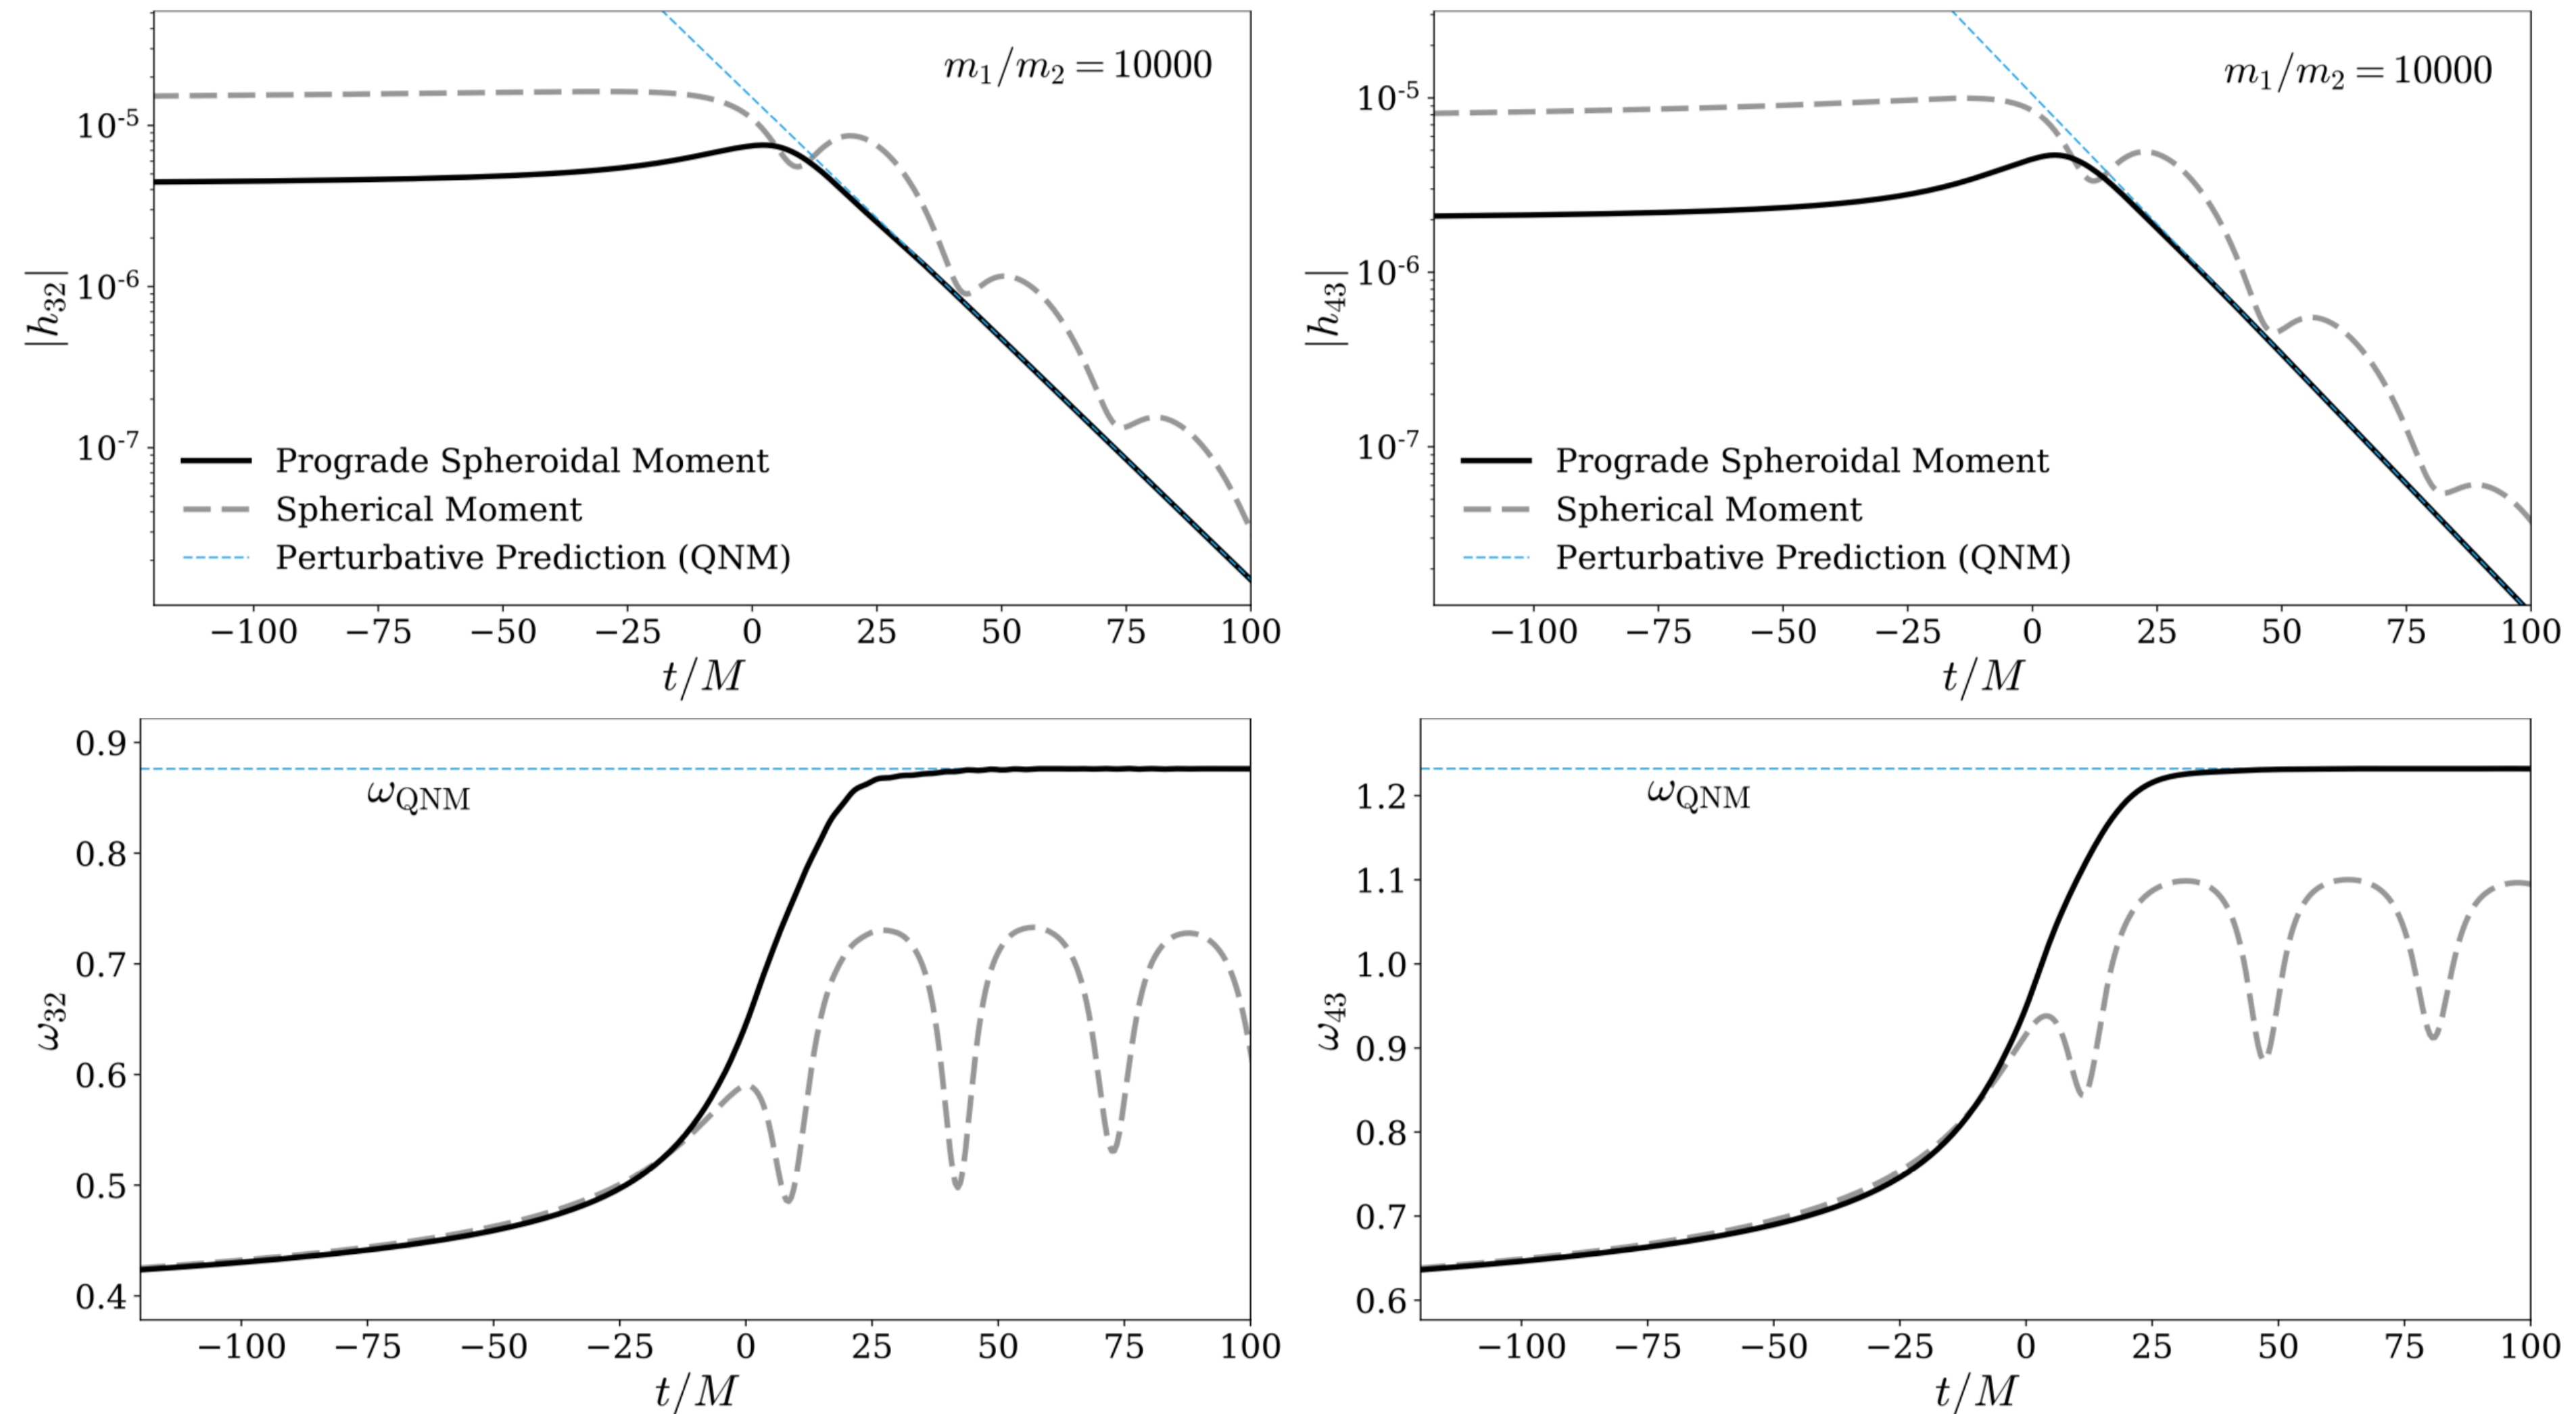 m₁/m₂ = 10000
|h₃₂|
10⁻⁵
10⁻⁶
10⁻⁷
Prograde Spheroidal Moment
Spherical Moment
Perturbative Prediction (QNM)
−100 −75 −50 −25 0 25 50 75 100
t/M
m₁/m₂ = 10000
|h₄₃|
10⁻⁵
10⁻⁶
10⁻⁷
Prograde Spheroidal Moment
Spherical Moment
Perturbative Prediction (QNM)
−100 −75 −50 −25 0 25 50 75 100
t/M
0.9
0.8
0.7
0.6
0.5
0.4
ω_QNM
ω₃₂
−100 −75 −50 −25 0 25 50 75 100
t/M
1.2
1.1
1.0
0.9
0.8
0.7
0.6
ω_QNM
ω₄₃
−100 −75 −50 −25 0 25 50 75 100
t/M